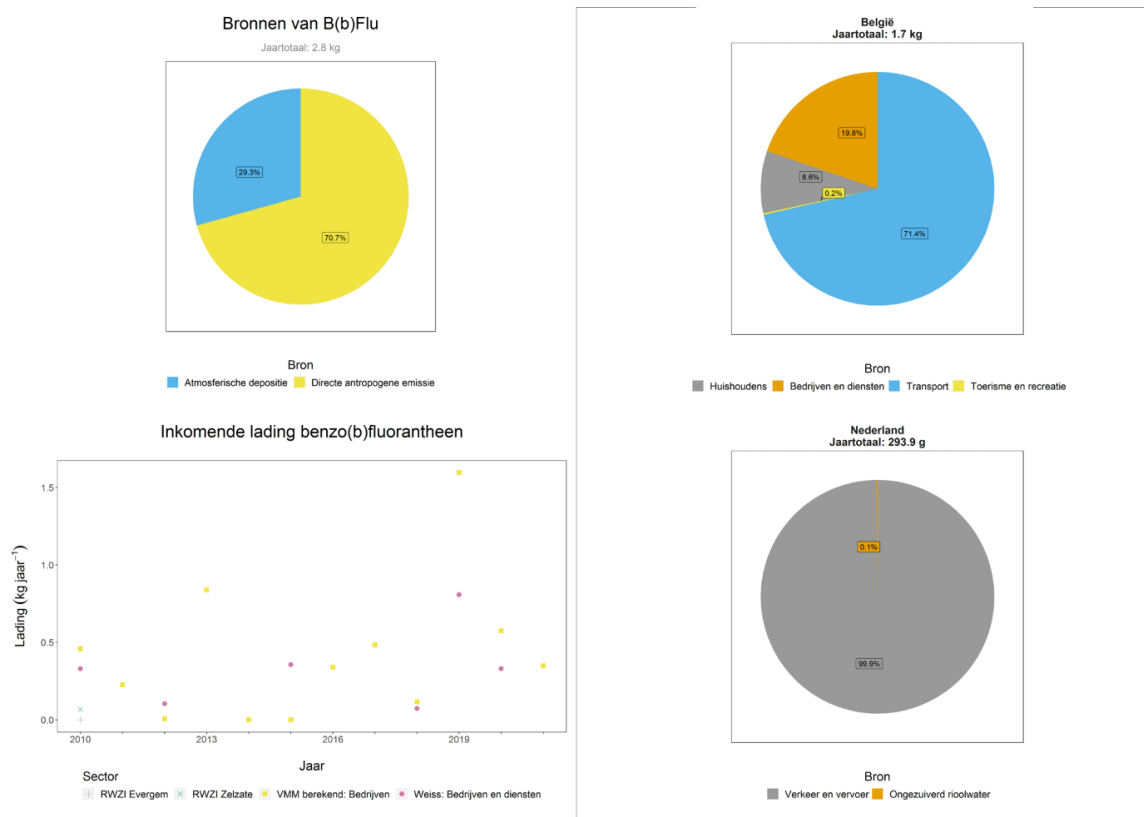 Bronnen van B(b)Flu
Jaartotaal: 2.8 kg
29.3%
70.7%
Bron
Atmosferische depositie
Directe antropogene emissie
Inkomende lading benzo(b)fluorantheen
Lading (kg jaar⁻¹)
1.5
1.0
0.5
0.0
2010
2013
2016
2019
Jaar
Sector
RWZI Evergem
RWZI Zelzate
VMM berekend: Bedrijven
Weiss: Bedrijven en diensten
België
Jaartotaal: 1.7 kg
19.8%
8.6%
0.2%
71.4%
Bron
Huishoudens
Bedrijven en diensten
Transport
Toerisme en recreatie
Nederland
Jaartotaal: 293.9 g
0.1%
99.9%
Bron
Verkeer en vervoer
Ongezuiverd rioolwater